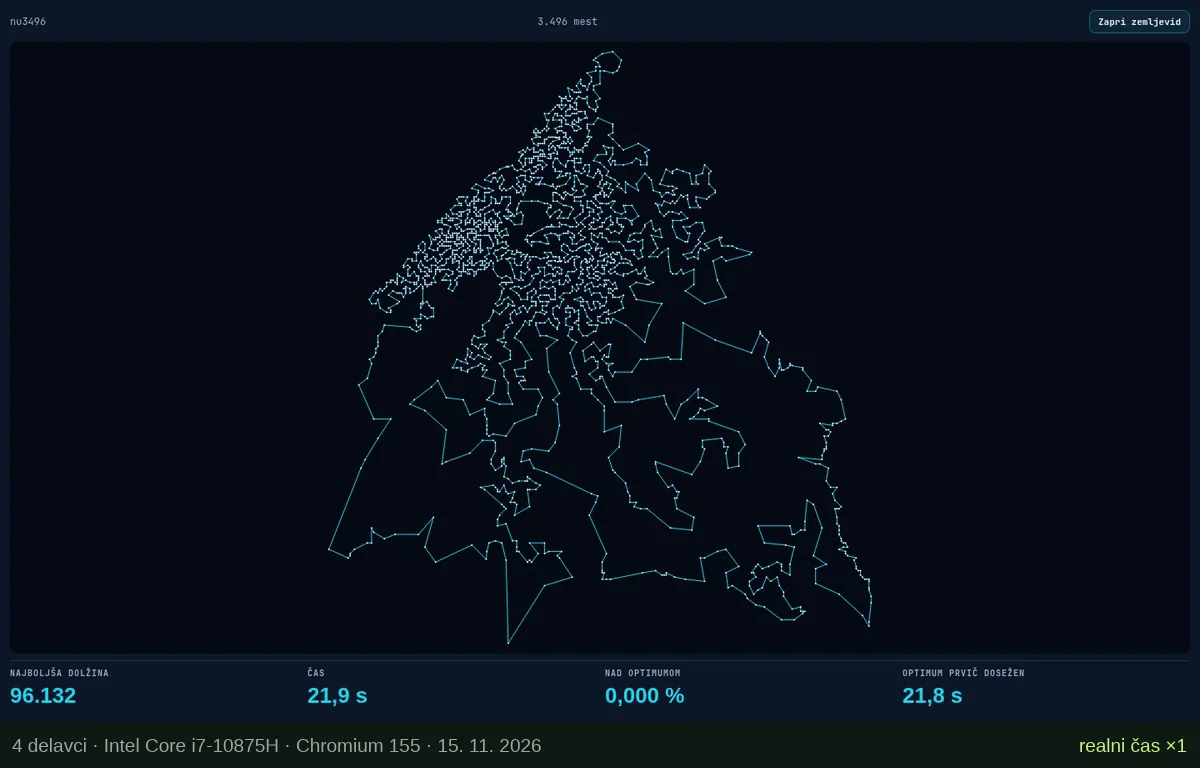 nu3496
3.496 mest
Zapri zemljevid
NAJBOLJŠA DOLŽINA
96.132
ČAS
21,9 s
NAD OPTIMUMOM
0,000 %
OPTIMUM PRVIČ DOSEŽEN
21,8 s
4 delavci · Intel Core i7-10875H · Chromium 155 · 15. 11. 2026
realni čas ×1